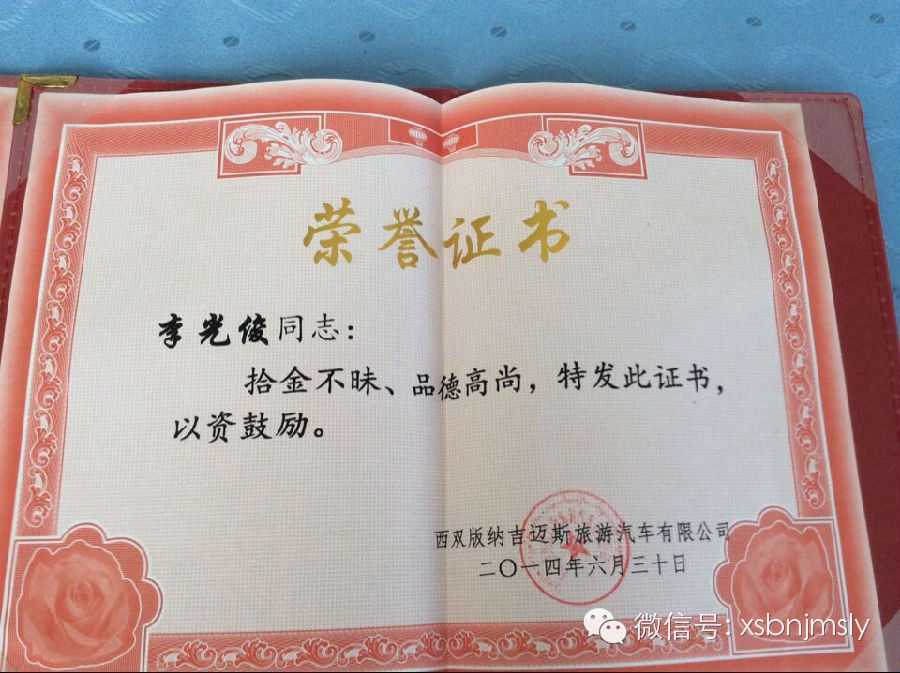 荣誉证书
李光俊同志：
拾金不昧、品德高尚，特发此证书，
以资鼓励。
西双版纳吉迈斯旅游汽车有限公司
二〇一四年六月三十日
微信号: xsbnjmsly